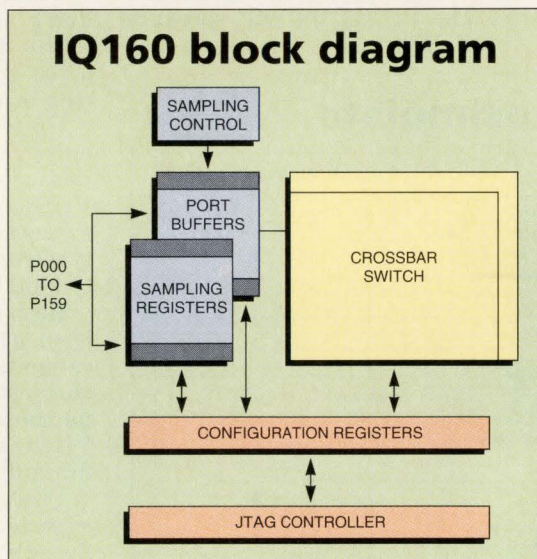 IQ160 block diagram
SAMPLING
CONTROL
PORT
BUFFERS
CROSSBAR
SWITCH
P000
TO
P159
SAMPLING
REGISTERS
CONFIGURATION REGISTERS
JTAG CONTROLLER